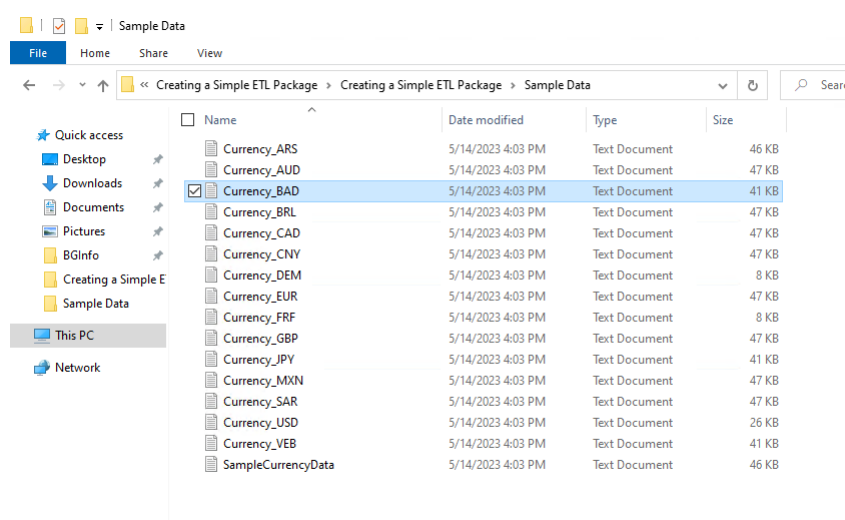 Sample Data
File Home Share View
« Creating a Simple ETL Package > Creating a Simple ETL Package > Sample Data
Name Date modified Type Size
Quick access
Desktop
Downloads
Documents
Pictures
BGInfo
Creating a Simple E
Sample Data
This PC
Network
Currency_ARS 5/14/2023 4:03 PM Text Document 46 KB
Currency_AUD 5/14/2023 4:03 PM Text Document 47 KB
Currency_BAD 5/14/2023 4:03 PM Text Document 41 KB
Currency_BRL 5/14/2023 4:03 PM Text Document 47 KB
Currency_CAD 5/14/2023 4:03 PM Text Document 47 KB
Currency_CNY 5/14/2023 4:03 PM Text Document 47 KB
Currency_DEM 5/14/2023 4:03 PM Text Document 8 KB
Currency_EUR 5/14/2023 4:03 PM Text Document 47 KB
Currency_FRF 5/14/2023 4:03 PM Text Document 8 KB
Currency_GBP 5/14/2023 4:03 PM Text Document 47 KB
Currency_JPY 5/14/2023 4:03 PM Text Document 41 KB
Currency_MXN 5/14/2023 4:03 PM Text Document 47 KB
Currency_SAR 5/14/2023 4:03 PM Text Document 47 KB
Currency_USD 5/14/2023 4:03 PM Text Document 26 KB
Currency_VEB 5/14/2023 4:03 PM Text Document 41 KB
SampleCurrencyData 5/14/2023 4:03 PM Text Document 46 KB